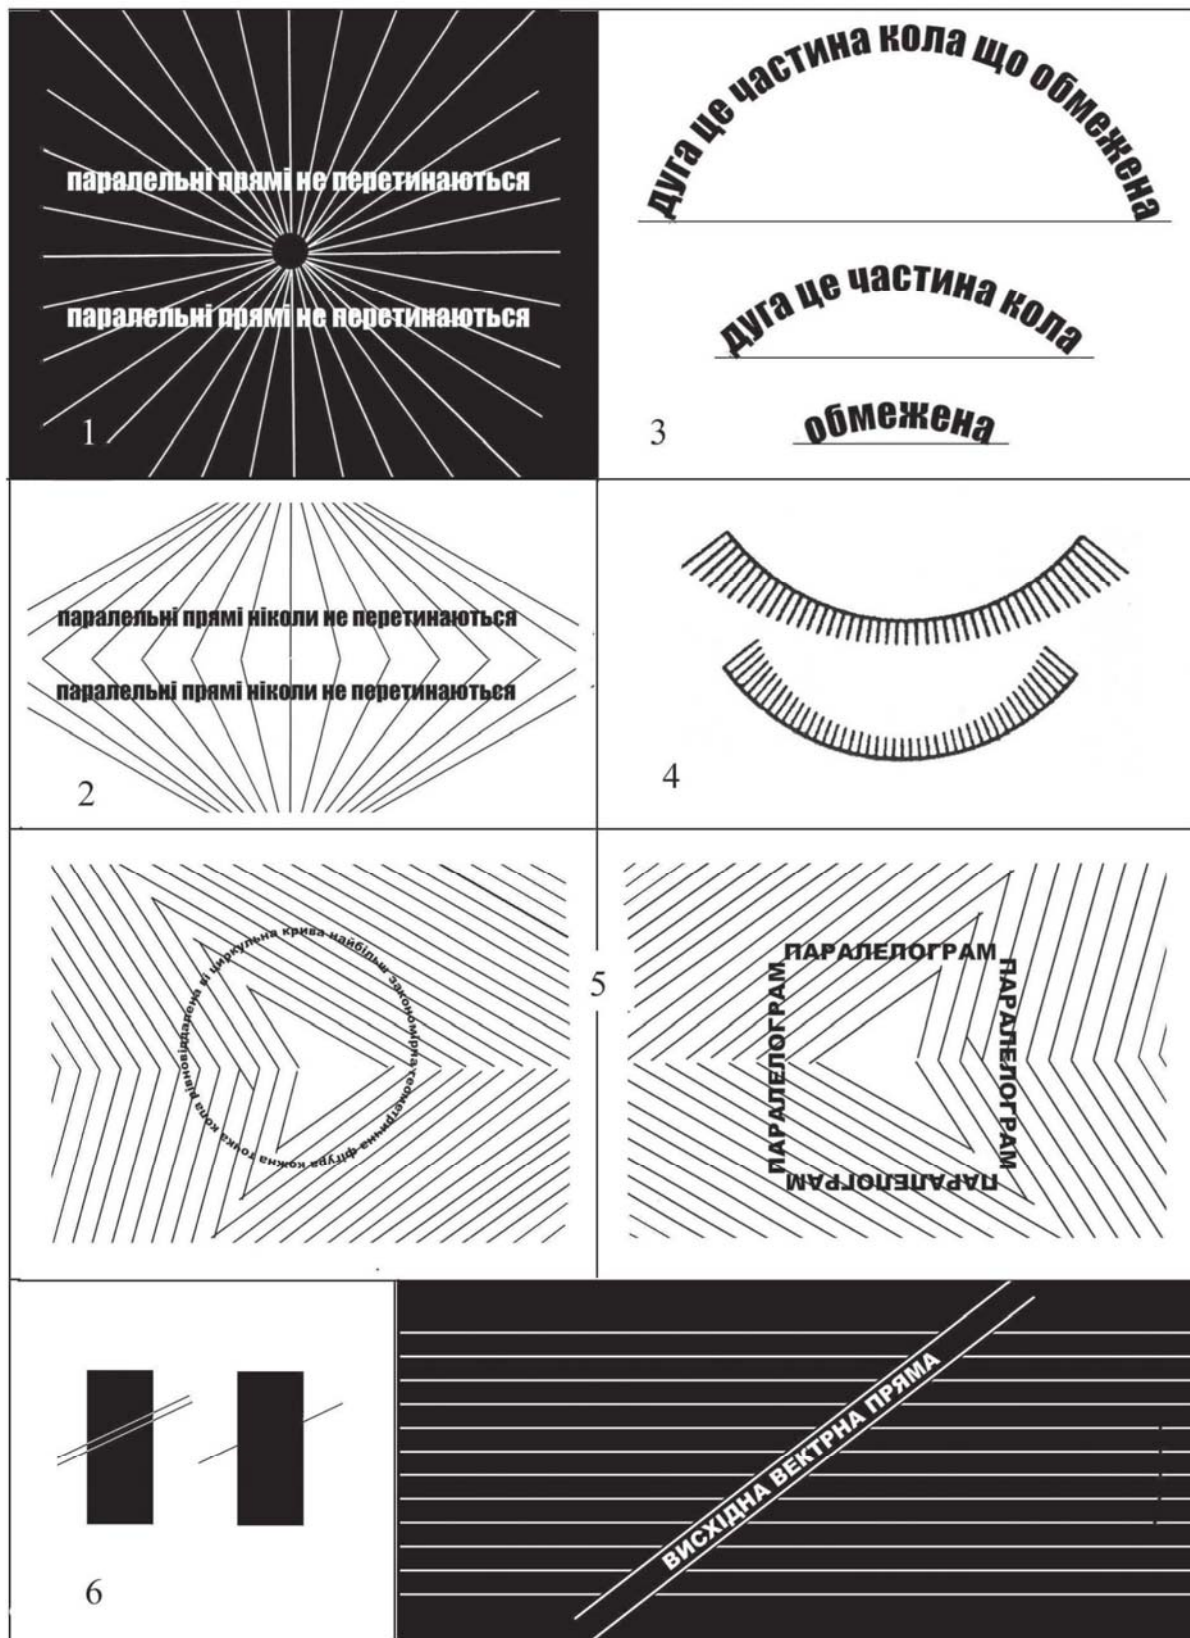 паралельні прямі не перетинаються
паралельні прямі не перетинаються
1
дуга це частина кола що обмежена
дуга це частина кола
обмежена
3
паралельні прямі ніколи не перетинаються
паралельні прямі ніколи не перетинаються
2
4
циркульна крива найбільш закономірна геометрична фігура кожна точка кола рівновіддалена ві
5
ПАРАЛЕЛОГРАМ
ПАРАЛЕЛОГРАМ
ПАРАЛЕЛОГРАМ
ПАРАЛЕЛОГРАМ
6
ВИСХІДНА ВЕКТРНА ПРЯМА